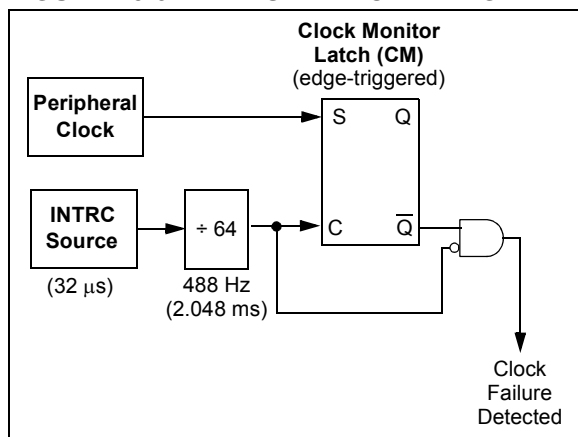 Clock Monitor
Latch (CM)
(edge-triggered)
Peripheral
Clock
S Q
INTRC
Source
÷ 64
C Q̅
(32 μs)
488 Hz
(2.048 ms)
Clock
Failure
Detected